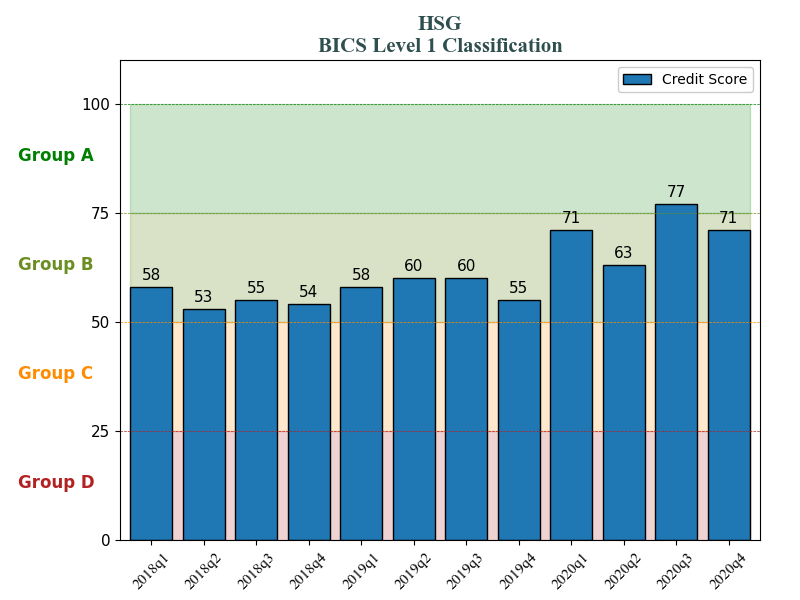 HSG
BICS Level 1 Classification
Credit Score
100
Group A
77
75
71
71
Group B
63
60
60
58
58
55
55
54
53
50
Group C
25
Group D
0
2018q1
2018q2
2018q3
2018q4
2019q1
2019q2
2019q3
2019q4
2020q1
2020q2
2020q3
2020q4